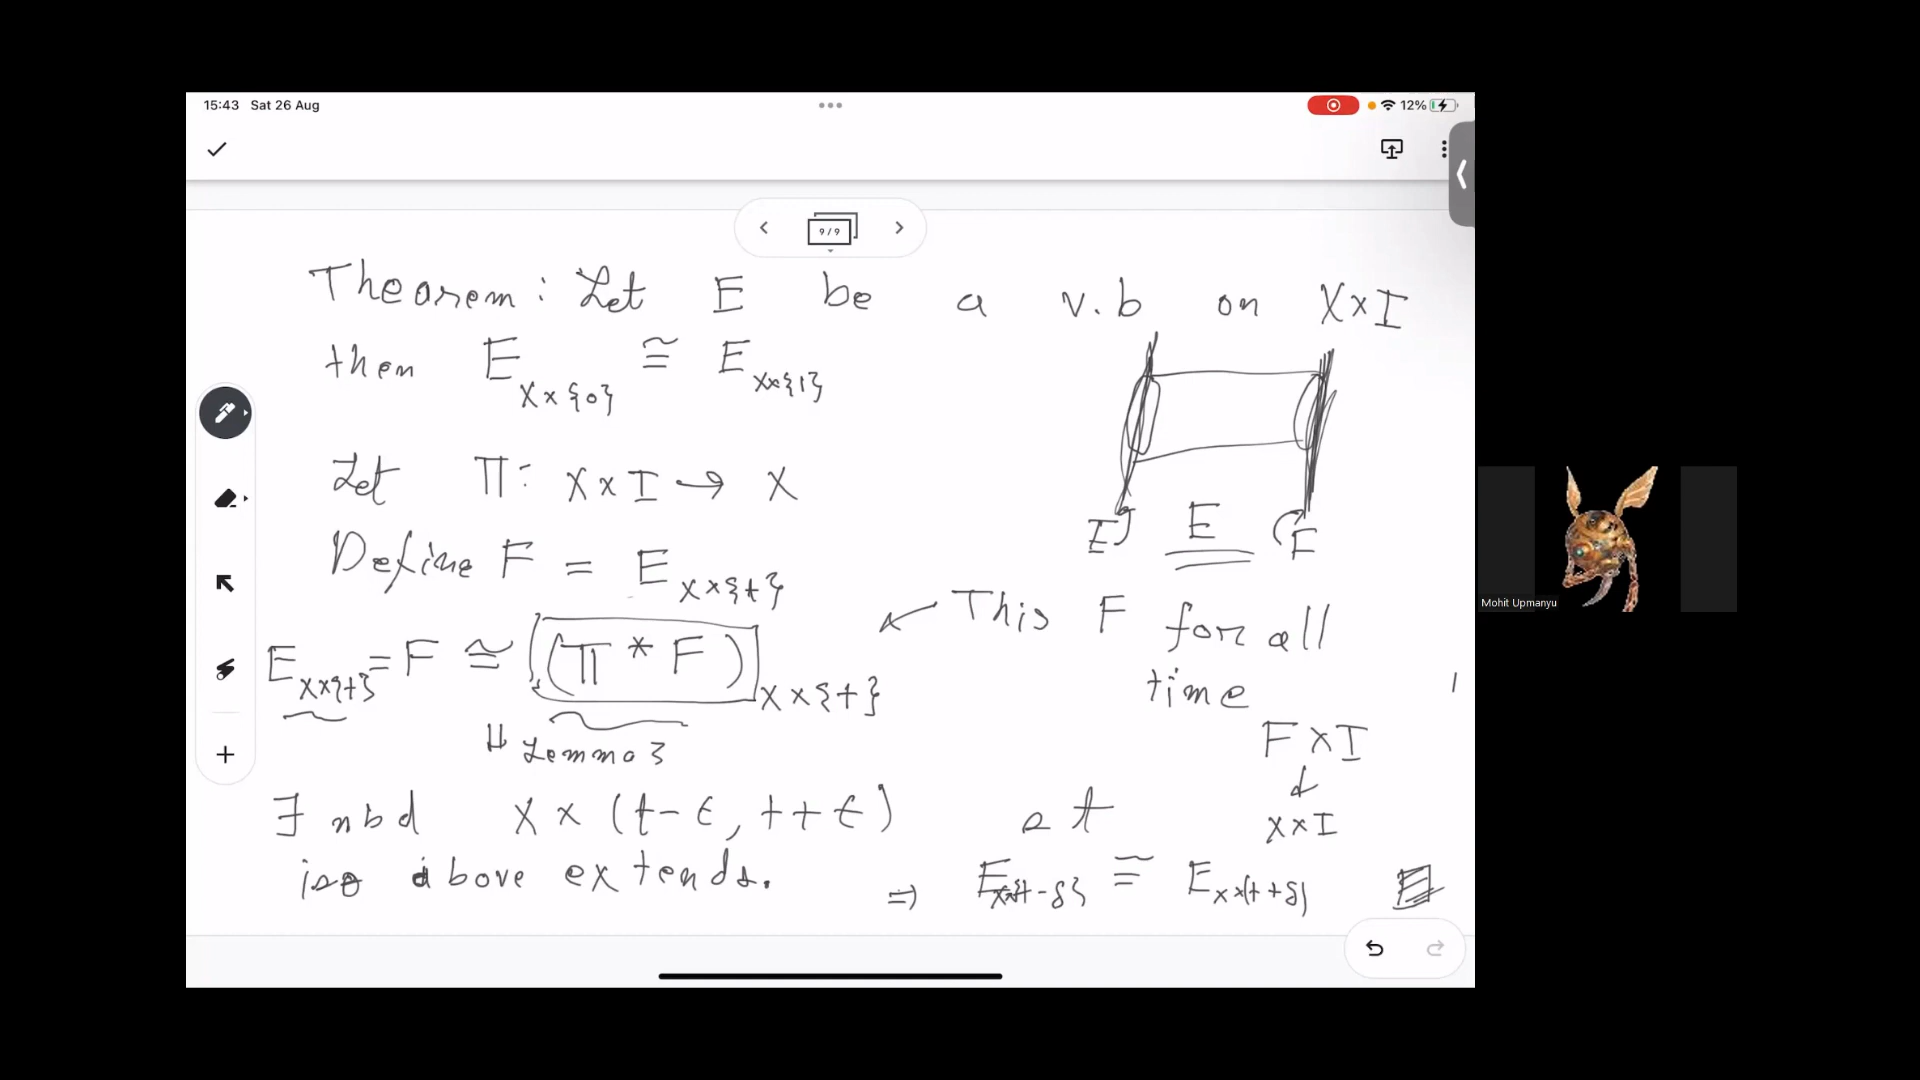 15:43 Sat 26 Aug
12%
9/9
Theorem: Let E be a v.b on X×I
then E_{X×{0}} ≅ E_{X×{1}}
Let Π: X×I → X
Define F = E_{X×{t}}
E F
E_{X×{t}} = F ≅ (Π*F)_{X×{t}} ← This F for all
time
⇓ Lemma 3
F×I
↓
X×I
∃ nbd X × (t-ε, t+ε) st
iso above extends. ⇒ E_{X×{t-δ}} ≅ E_{X×{t+δ}}
Mohit Upmanyu